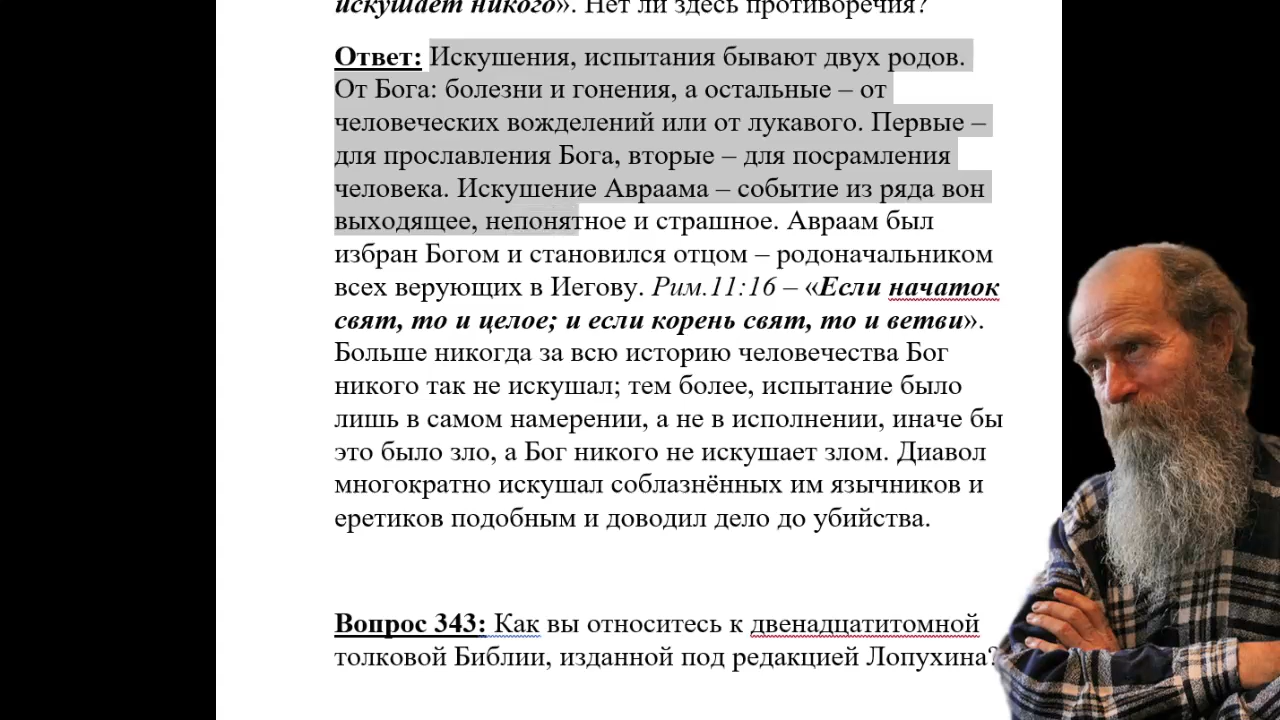 искушает никого». Нет ли здесь противоречия?
Ответ: Искушения, испытания бывают двух родов.
От Бога: болезни и гонения, а остальные – от
человеческих вожделений или от лукавого. Первые –
для прославления Бога, вторые – для посрамления
человека. Искушение Авраама – событие из ряда вон
выходящее, непонятное и страшное. Авраам был
избран Богом и становился отцом – родоначальником
всех верующих в Иегову. Рим.11:16 – «Если начаток
свят, то и целое; и если корень свят, то и ветви».
Больше никогда за всю историю человечества Бог
никого так не искушал; тем более, испытание было
лишь в самом намерении, а не в исполнении, иначе бы
это было зло, а Бог никого не искушает злом. Диавол
многократно искушал соблазнённых им язычников и
еретиков подобным и доводил дело до убийства.
Вопрос 343: Как вы относитесь к двенадцатитомной
толковой Библии, изданной под редакцией Лопухина?